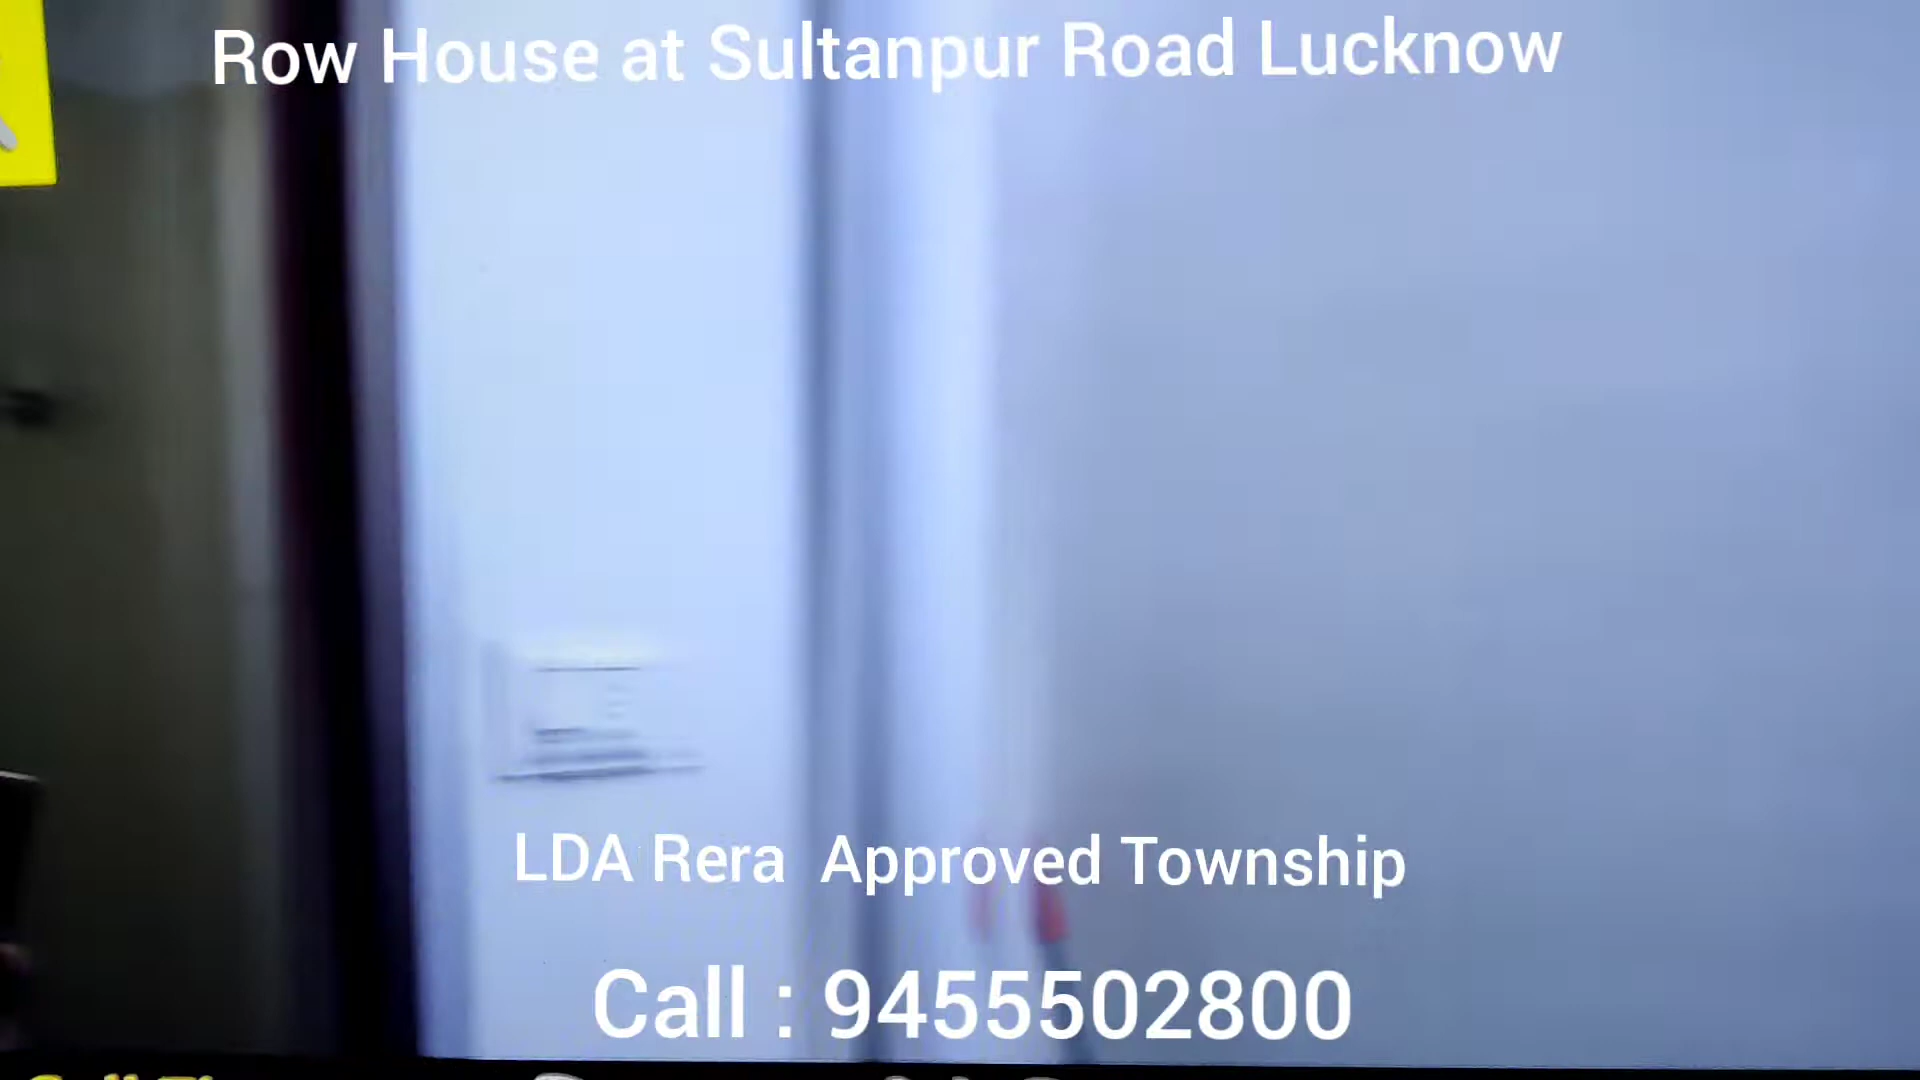 Row House at Sultanpur Road Lucknow
LDA Rera Approved Township
Call : 9455502800